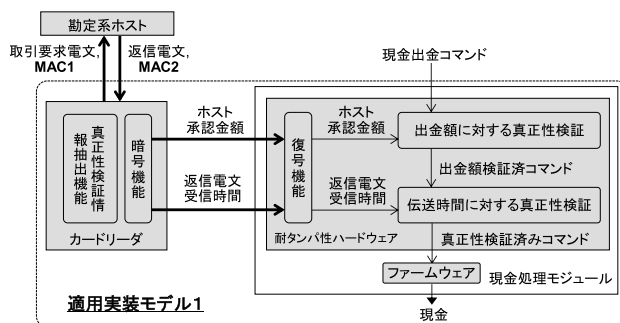 勘定系ホスト
取引要求電文,
MAC1
返信電文,
MAC2
現金出金コマンド
真正性検証情
報抽出機能
暗号機能
カードリーダ
ホスト
承認金額
返信電文
受信時間
復号機能
ホスト
承認金額
返信電文
受信時間
出金額に対する真正性検証
出金額検証済コマンド
伝送時間に対する真正性検証
耐タンパ性ハードウェア
真正性検証済みコマンド
ファームウェア
現金処理モジュール
適用実装モデル1
現金